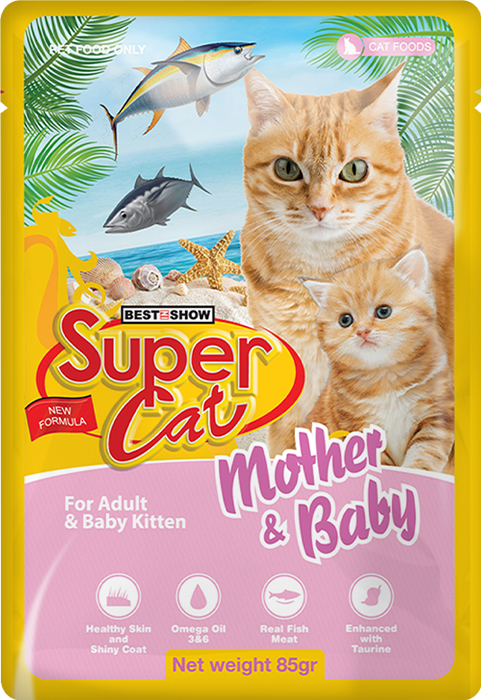 PET FOOD ONLY
CAT FOODS
BEST IN SHOW
Super
Cat
NEW
FORMULA
Mother
& Baby
For Adult
& Baby Kitten
Healthy Skin
and
Shiny Coat
Omega Oil
3&6
Real Fish
Meat
Enhanced
with
Taurine
Net weight 85gr